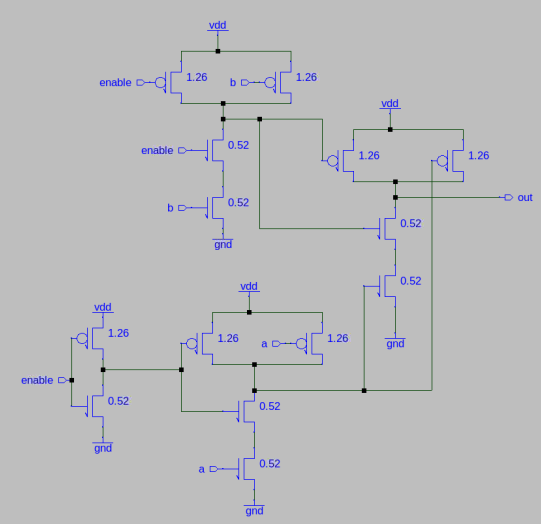 vdd
enable 1.26 b 1.26
vdd
enable 0.52 1.26 1.26
b 0.52 out
0.52
gnd
0.52
vdd
vdd
1.26 1.26 a 1.26 gnd
enable 0.52 0.52
gnd
a 0.52
gnd